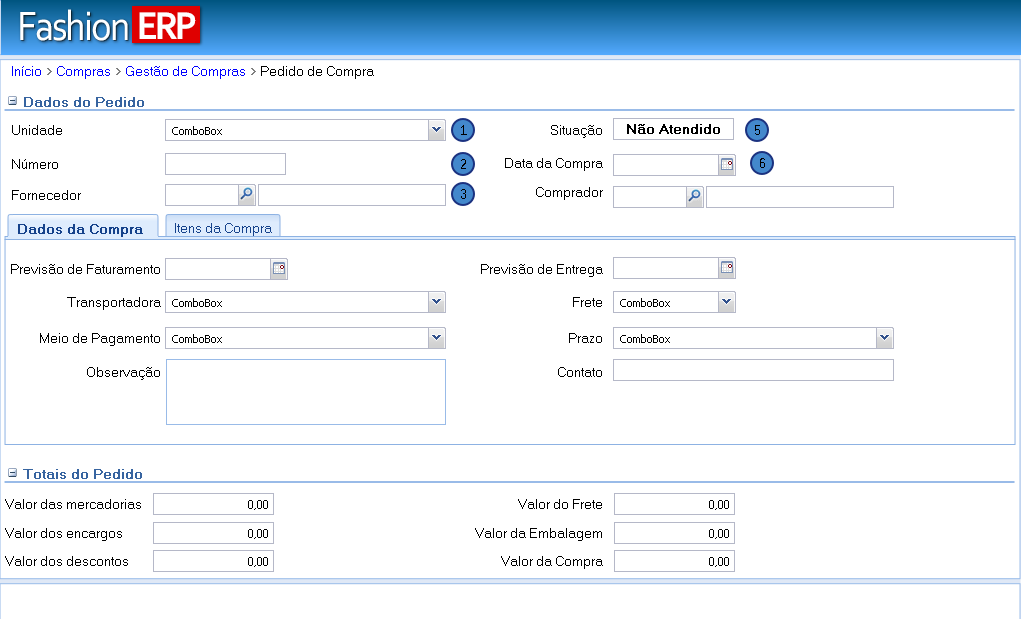 Fashion ERP
Início > Compras > Gestão de Compras > Pedido de Compra
Dados do Pedido
Unidade ComboBox 1 Situação Não Atendido 5
Número 2 Data da Compra 6
Fornecedor 3 Comprador
Dados da Compra Itens da Compra
Previsão de Faturamento Previsão de Entrega
Transportadora ComboBox Frete ComboBox
Meio de Pagamento ComboBox Prazo ComboBox
Observação Contato
Totais do Pedido
Valor das mercadorias 0,00 Valor do Frete 0,00
Valor dos encargos 0,00 Valor da Embalagem 0,00
Valor dos descontos 0,00 Valor da Compra 0,00